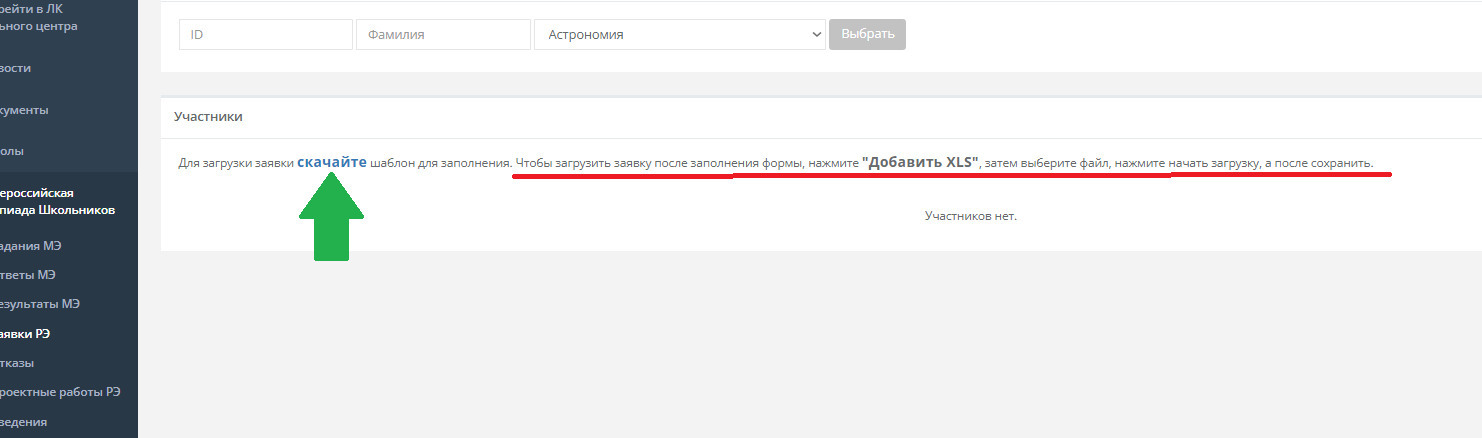 рейти в ЛК
льного центра
вости
кументы
олы
ероссийская
пиада Школьников
адания МЭ
тветы МЭ
езультаты МЭ
аявки РЭ
тказы
роектные работы РЭ
ведения
ID
Фамилия
Астрономия
Выбрать
Участники
Для загрузки заявки скачайте шаблон для заполнения. Чтобы загрузить заявку после заполнения формы, нажмите "Добавить XLS", затем выберите файл, нажмите начать загрузку, а после сохранить.
Участников нет.